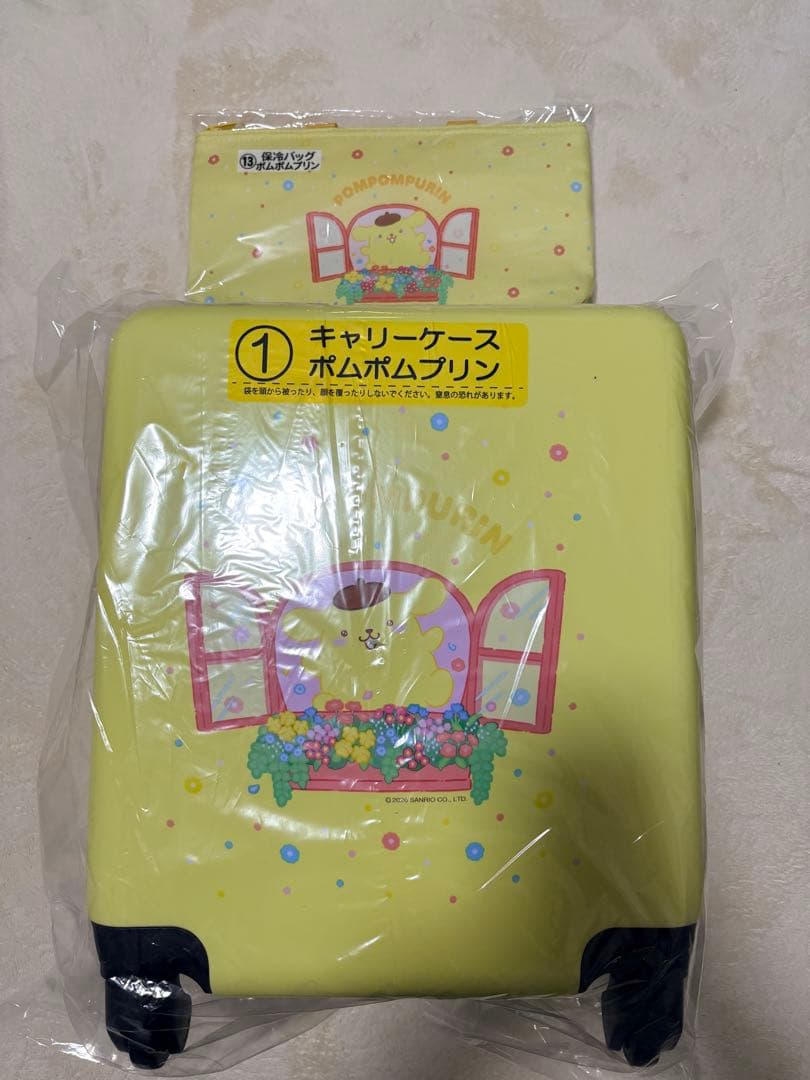 ⑬ 保冷バッグ
ポムポムプリン
POMPOMPURIN
① キャリーケース
ポムポムプリン
袋を頭から被ったり、顔を覆ったりしないでください。窒息の恐れがあります。
POMPOMPURIN
©2026 SANRIO CO., LTD.